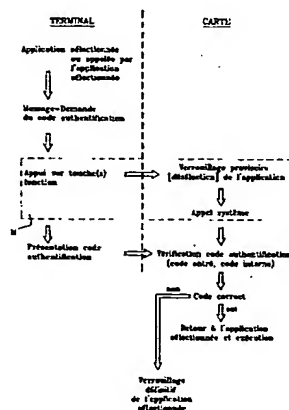 TERMINAL
CARTE
Application sélectionnée
ou appelée par
l'application
sélectionnée
Message-Demande
du code authentification
Appui sur touche(s)
fonction
Verrouillage provisoire
[désélection] de l'application
Appel système
M
Présentation code
authentification
Vérification code authentification
(code entré, code interne)
non
Code correct
oui
Retour à l'application
sélectionnée et exécution
Verrouillage
définitif
de l'application
sélectionnée